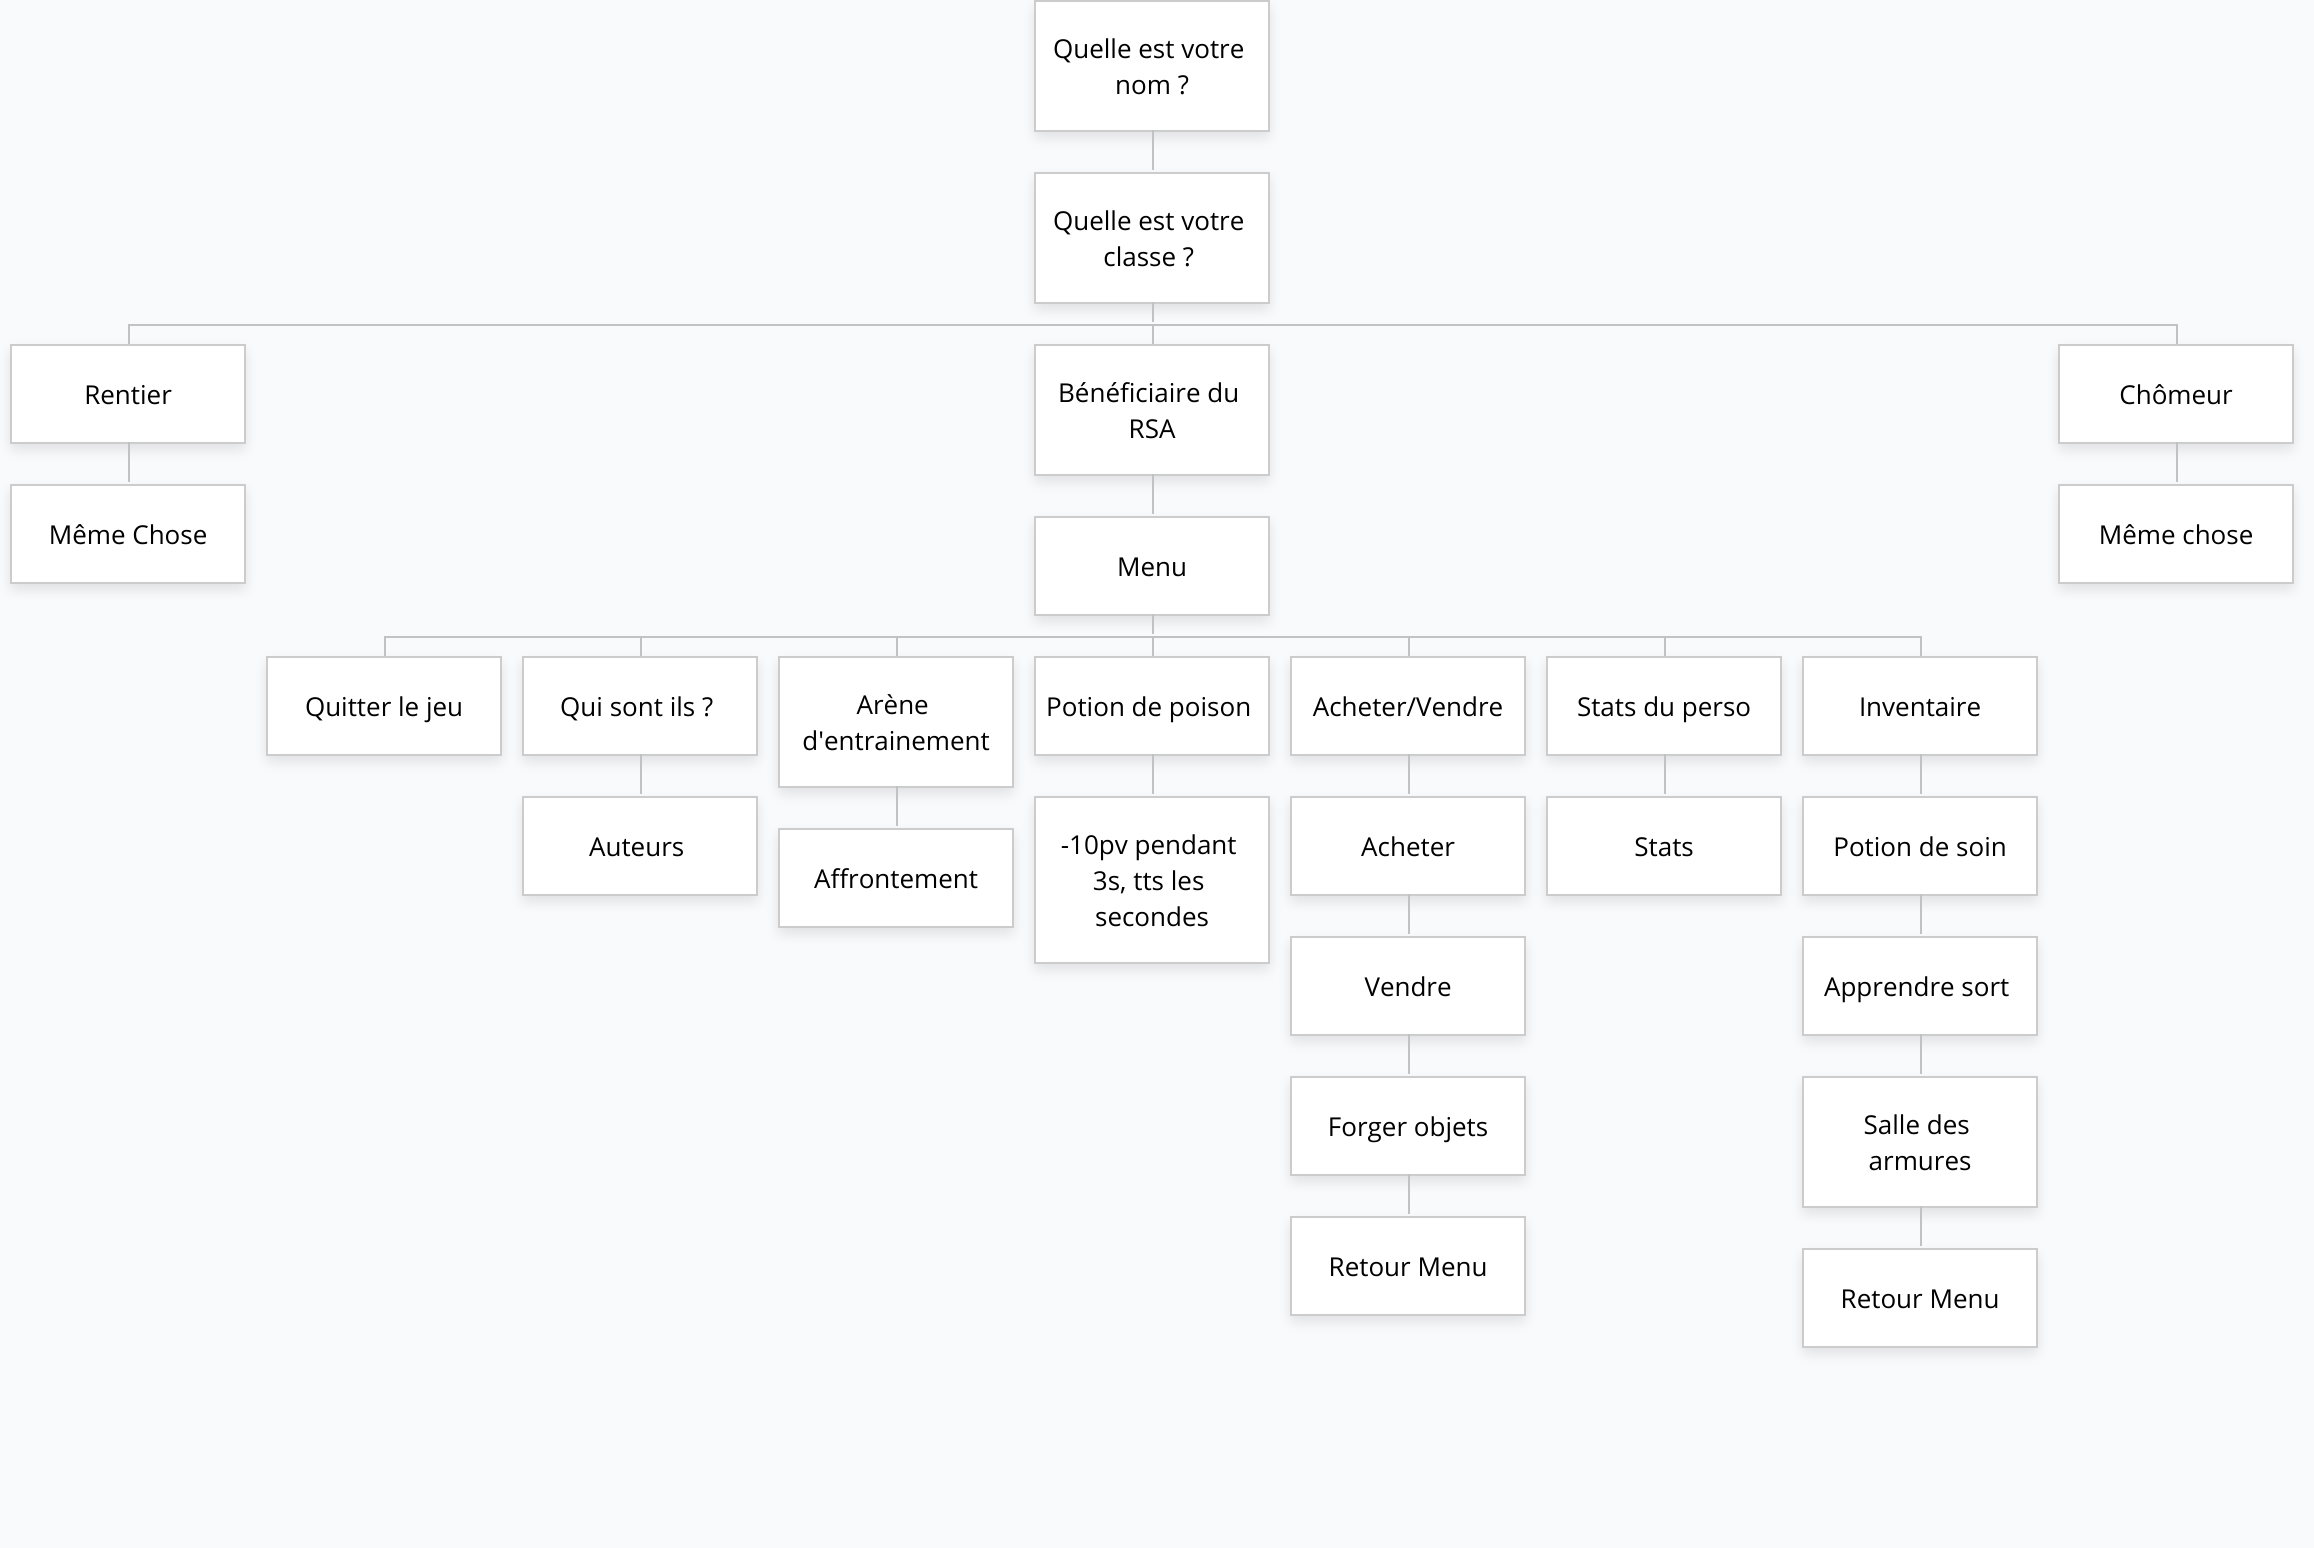 Quelle est votre
nom ?
Quelle est votre
classe ?
Rentier
Bénéficiaire du
RSA
Chômeur
Même Chose
Menu
Même chose
Quitter le jeu
Qui sont ils ?
Arène
d'entrainement
Potion de poison
Acheter/Vendre
Stats du perso
Inventaire
Auteurs
Affrontement
-10pv pendant
3s, tts les
secondes
Acheter
Stats
Potion de soin
Vendre
Apprendre sort
Forger objets
Salle des
armures
Retour Menu
Retour Menu